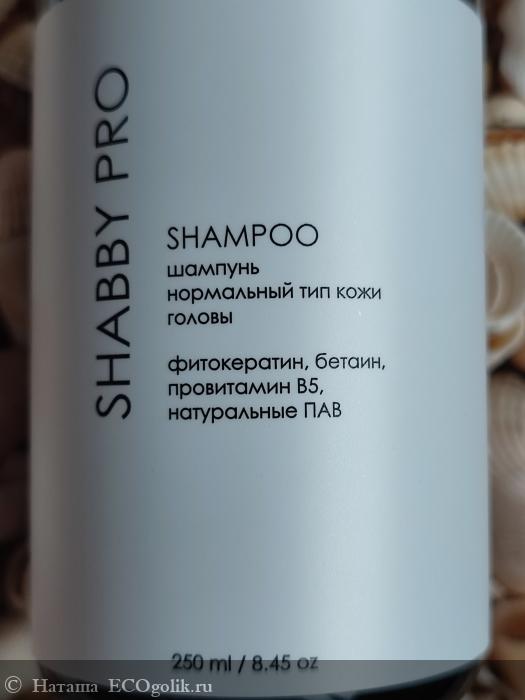 SHABBY PRO
SHAMPOO
шампунь
нормальный тип кожи
головы
фитокератин, бетаин,
провитамин B5,
натуральные ПАВ
250 ml / 8.45 oz
© Наташа ECOgolik.ru